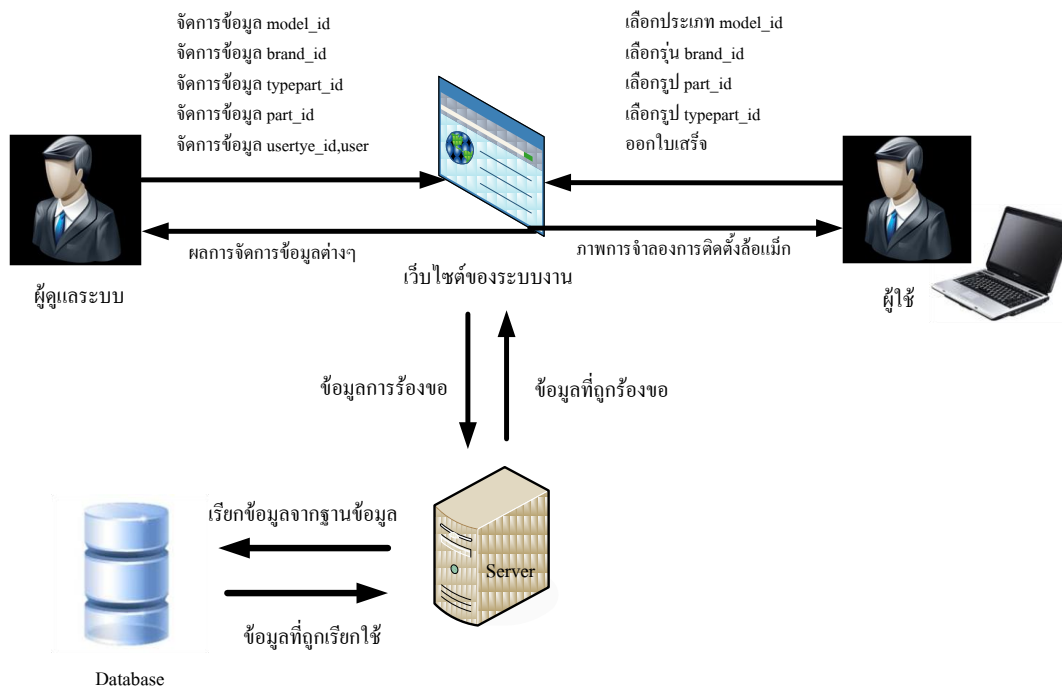 จัดการข้อมูล model_id
จัดการข้อมูล brand_id
จัดการข้อมูล typepart_id
จัดการข้อมูล part_id
จัดการข้อมูล usertye_id,user
เลือกประเภท model_id
เลือกรุ่น brand_id
เลือกรูป part_id
เลือกรูป typepart_id
ออกใบเสร็จ
ผลการจัดการข้อมูลต่างๆ
ภาพการจำลองการติดตั้งล้อแม็ก
ผู้ดูแลระบบ
เว็บไซต์ของระบบงาน
ผู้ใช้
ข้อมูลการร้องขอ
ข้อมูลที่ถูกร้องขอ
เรียกข้อมูลจากฐานข้อมูล
Server
ข้อมูลที่ถูกเรียกใช้
Database